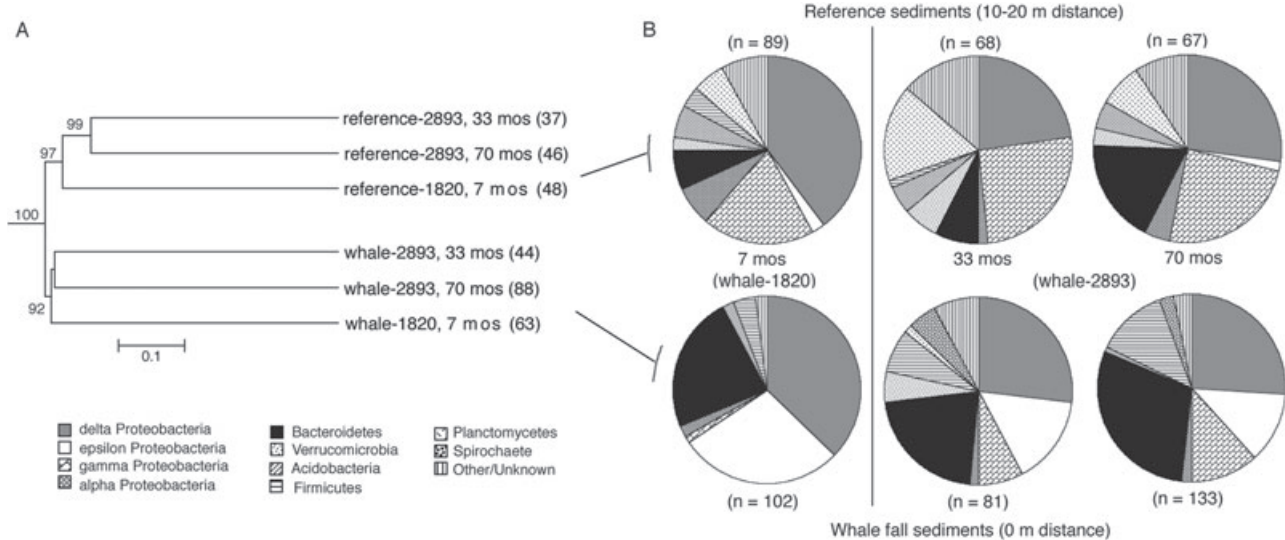 A
99
97
100
92
reference-2893, 33 mos (37)
reference-2893, 70 mos (46)
reference-1820, 7 mos (48)
whale-2893, 33 mos (44)
whale-2893, 70 mos (88)
whale-1820, 7 mos (63)
0.1
delta Proteobacteria
epsilon Proteobacteria
gamma Proteobacteria
alpha Proteobacteria
Bacteroidetes
Verrucomicrobia
Acidobacteria
Firmicutes
Planctomycetes
Spirochaete
Other/Unknown
B
Reference sediments (10-20 m distance)
(n = 89)
(n = 68)
(n = 67)
7 mos
33 mos
70 mos
(whale-1820)
(whale-2893)
(n = 102)
(n = 81)
(n = 133)
Whale fall sediments (0 m distance)